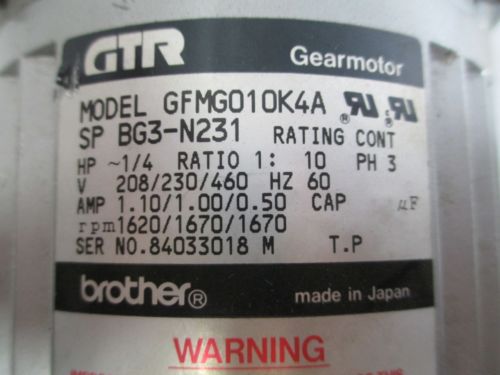 GTR Gearmotor
MODEL GFMG010K4A
SP BG3-N231 RATING CONT
HP ~1/4 RATIO 1: 10 PH 3
V 208/230/460 HZ 60
AMP 1.10/1.00/0.50 CAP µF
rpm 1620/1670/1670
SER NO.84033018 M T.P
brother® made in Japan
WARNING